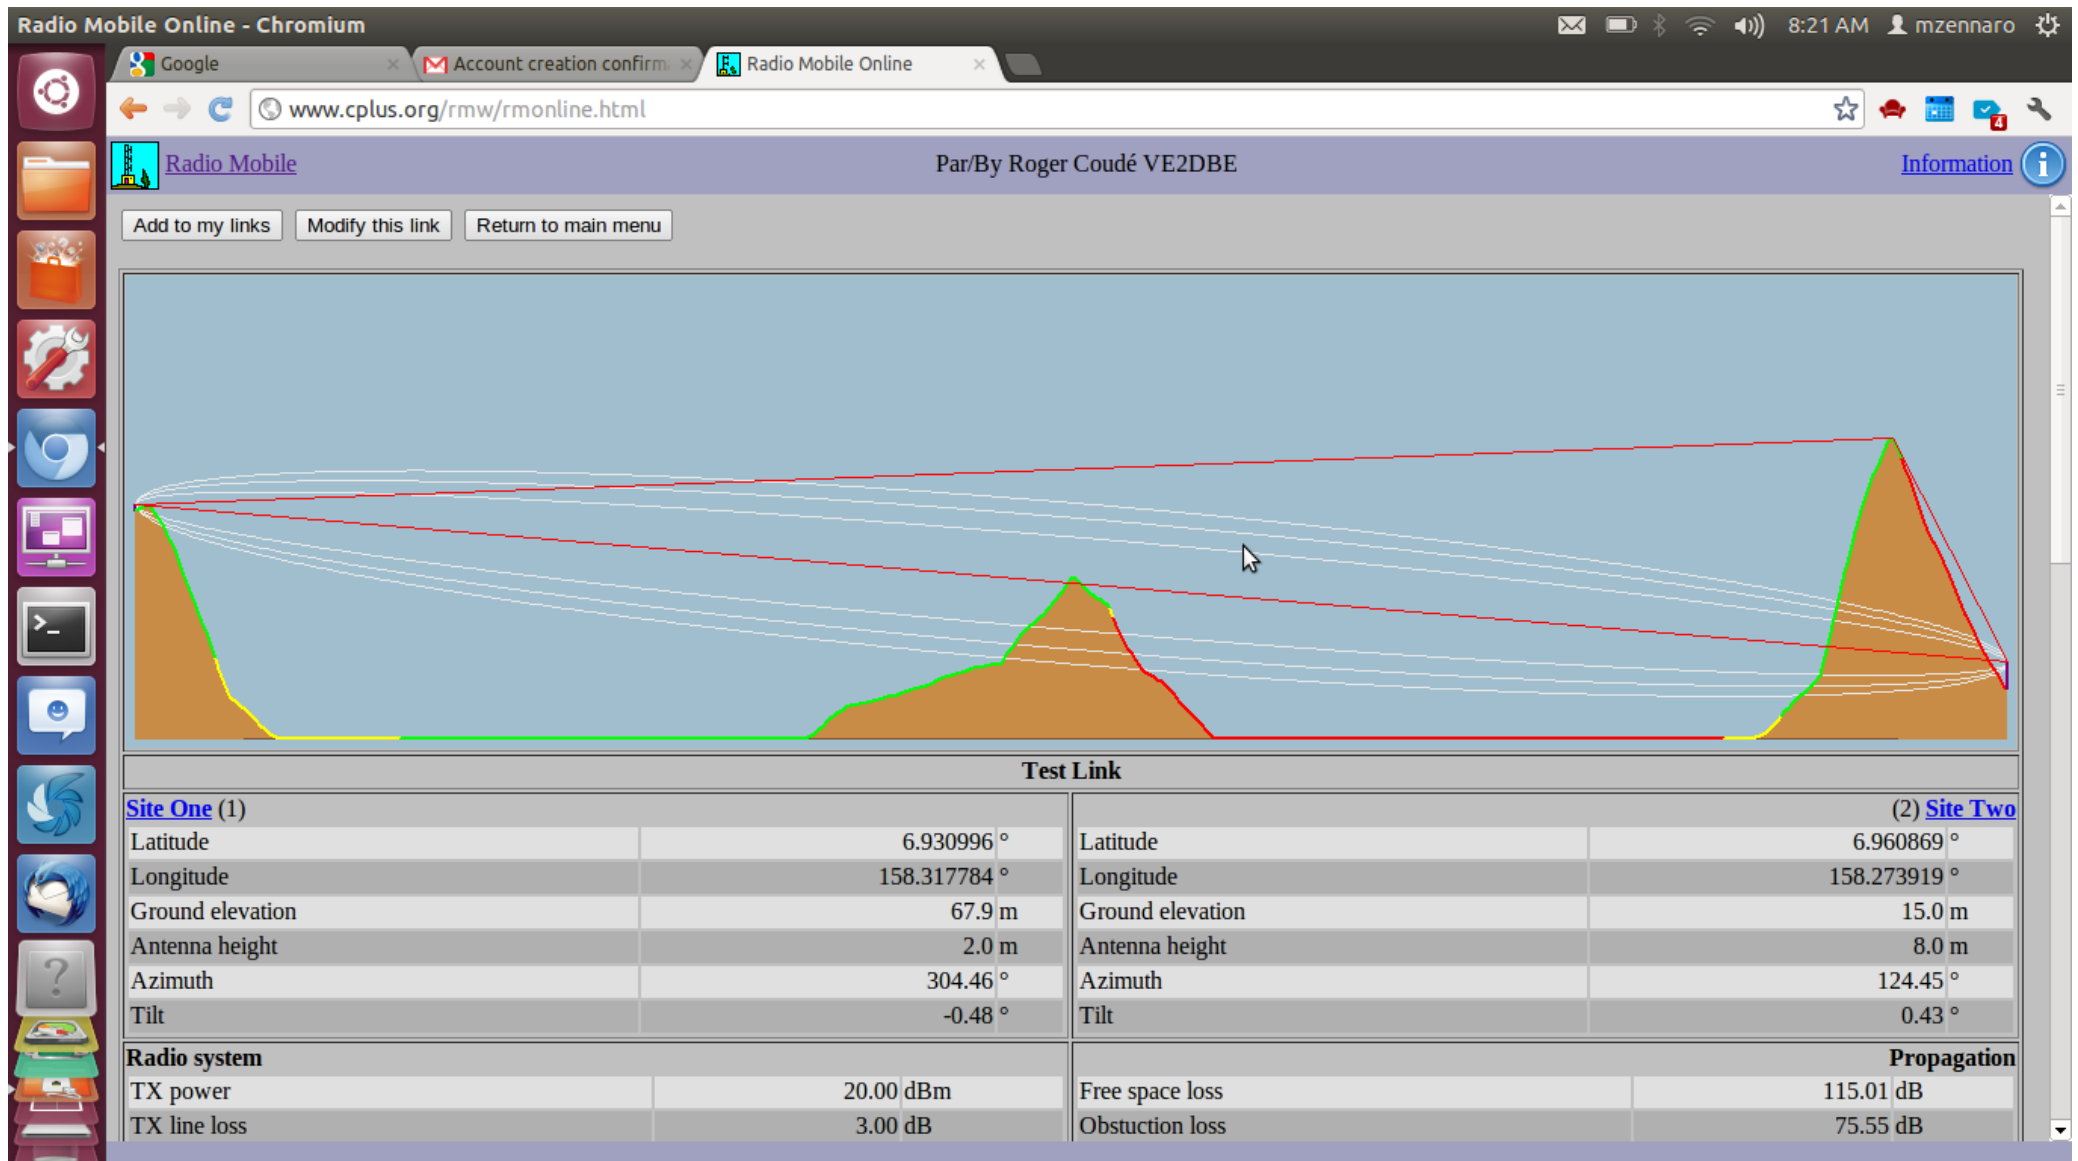 Radio Mobile Online - Chromium
8:21 AM mzennaro
Google
Account creation confirm
Radio Mobile Online
www.cplus.org/rmw/rmonline.html
4
Radio Mobile
Par/By Roger Coudé VE2DBE
Information
Add to my links Modify this link Return to main menu
Test Link
Site One (1)
(2) Site Two
Latitude 6.930996 °
Latitude 6.960869 °
Longitude 158.317784 °
Longitude 158.273919 °
Ground elevation 67.9 m
Ground elevation 15.0 m
Antenna height 2.0 m
Antenna height 8.0 m
Azimuth 304.46 °
Azimuth 124.45 °
Tilt -0.48 °
Tilt 0.43 °
Radio system
Propagation
TX power 20.00 dBm
Free space loss 115.01 dB
TX line loss 3.00 dB
Obstuction loss 75.55 dB